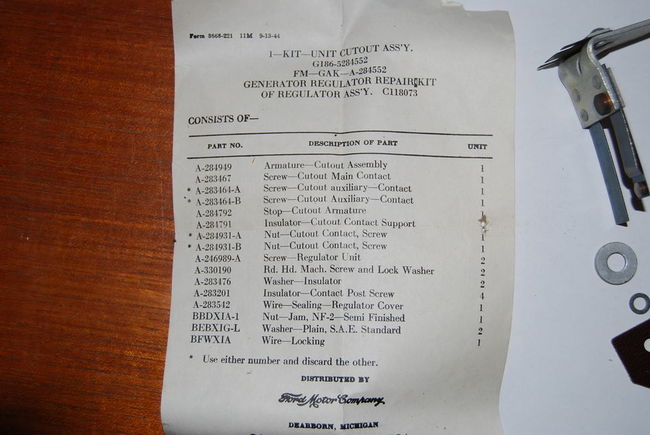 Form 8668-221 11M 9-13-44
1—KIT—UNIT CUTOUT ASS'Y.
G186-5284552
FM—GAK—A-284552
GENERATOR REGULATOR REPAIR KIT
OF REGULATOR ASS'Y. C118073
CONSISTS OF—
PART NO. DESCRIPTION OF PART UNIT
A-284949 Armature—Cutout Assembly 1
A-283467 Screw—Cutout Main Contact 1
* A-283464-A Screw—Cutout auxiliary—Contact 1
* A-283464-B Screw—Cutout Auxiliary—Contact 1
A-284792 Stop—Cutout Armature 1
A-284791 Insulator—Cutout Contact Support
* A-284931-A Nut—Cutout Contact, Screw 1
* A-284931-B Nut—Cutout Contact, Screw 1
A-246989-A Screw—Regulator Unit 2
A-330190 Rd. Hd. Mach. Screw and Lock Washer 2
A-283476 Washer—Insulator 2
A-283201 Insulator—Contact Post Screw 4
A-283542 Wire—Sealing—Regulator Cover 1
BBDX1A-1 Nut—Jam, NF-2—Semi Finished 1
BEBX1G-L Washer—Plain, S.A.E. Standard 2
BFWX1A Wire—Locking 1
* Use either number and discard the other.
DISTRIBUTED BY
Ford Motor Company
DEARBORN, MICHIGAN